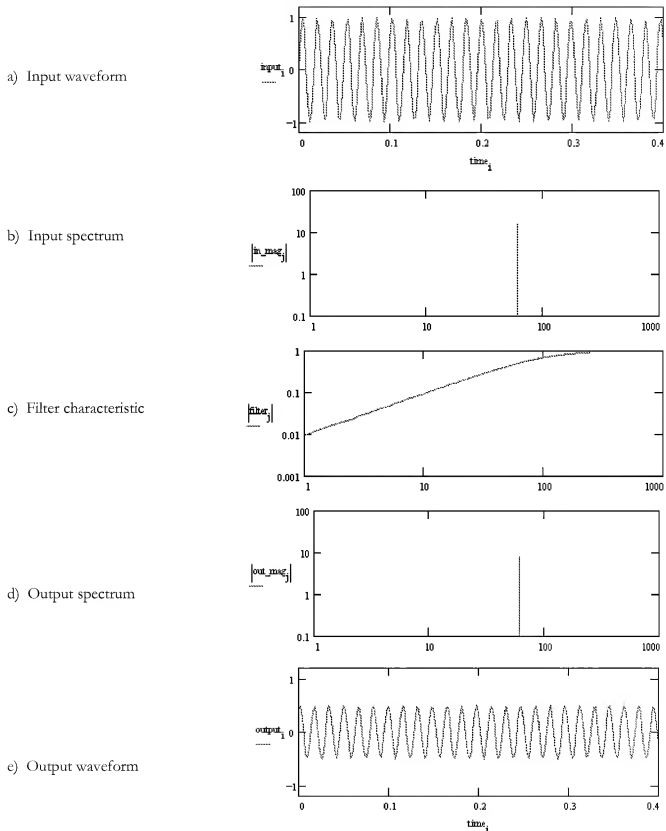 1
a) Input waveform
input_i
0
−1
0 0.1 0.2 0.3 0.4
time_i
100
b) Input spectrum
10
|in_mag_j|
1
0.1
1 10 100 1000
1
0.1
c) Filter characteristic
|filter_j|
0.01
0.001
1 10 100 1000
100
10
|out_mag_j|
d) Output spectrum
1
0.1
1 10 100 1000
1
output_i
0
e) Output waveform
−1
0 0.1 0.2 0.3 0.4
time_i